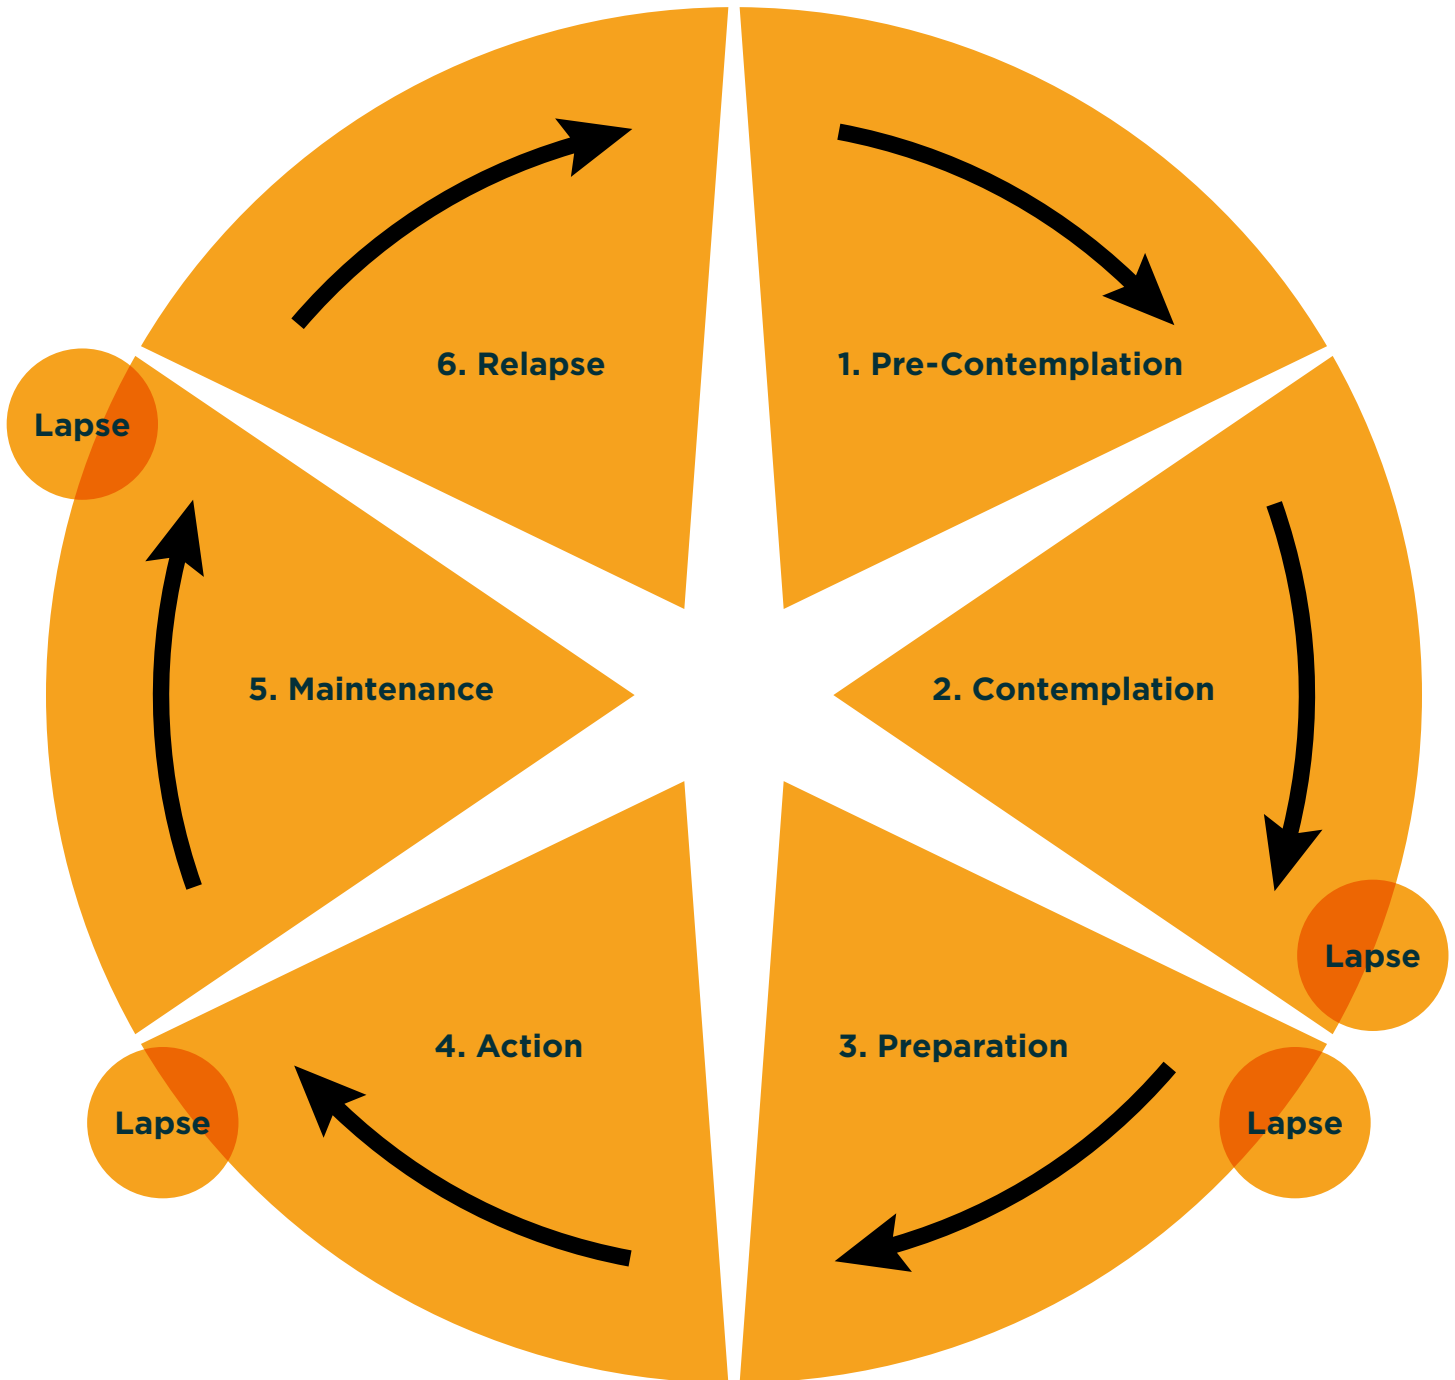 6. Relapse
1. Pre-Contemplation
Lapse
5. Maintenance
2. Contemplation
Lapse
4. Action
3. Preparation
Lapse
Lapse